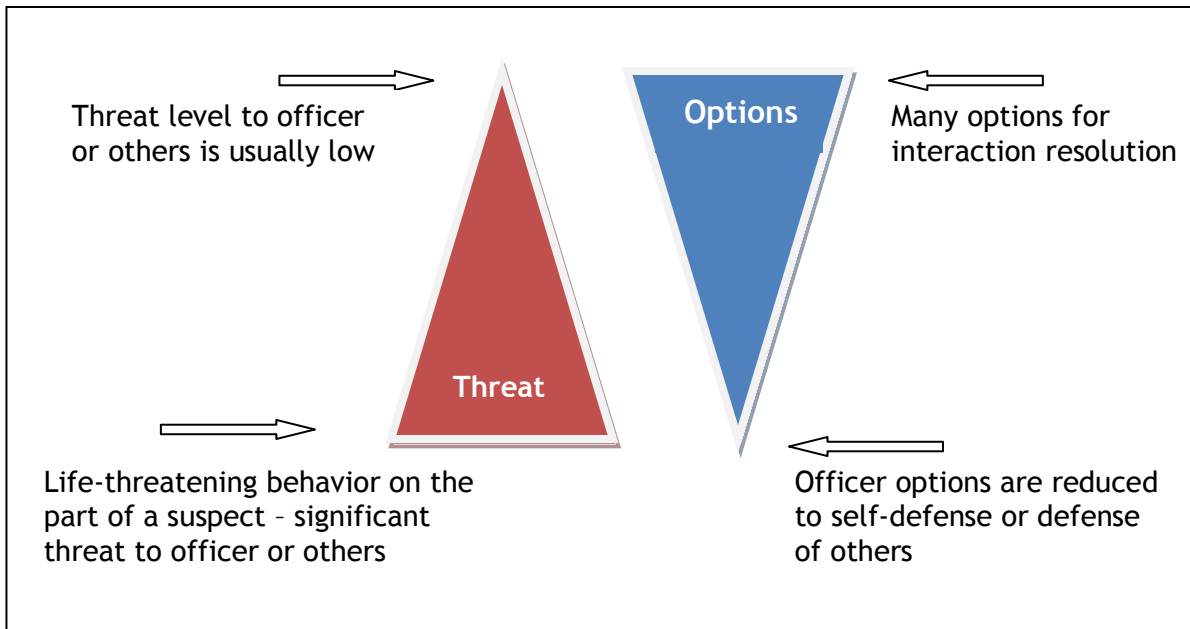 Threat level to officer
or others is usually low
Options
Many options for
interaction resolution
Threat
Life-threatening behavior on the
part of a suspect – significant
threat to officer or others
Officer options are reduced
to self-defense or defense
of others